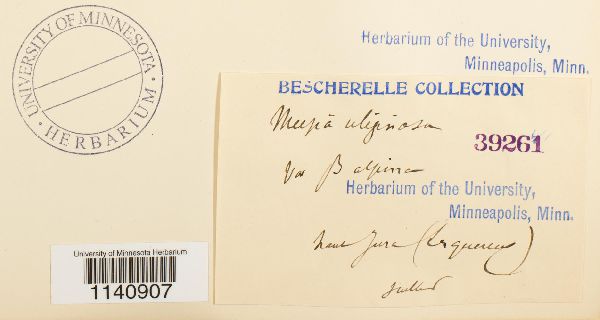 UNIVERSITY OF MINNESOTA
HERBARIUM
Herbarium of the University,
Minneapolis, Minn.
BESCHERELLE COLLECTION
Meesia uliginosa
39261
var β alpina
Herbarium of the University,
Minneapolis, Minn.
haut Jura (Lesquereux)
University of Minnesota Herbarium
1140907